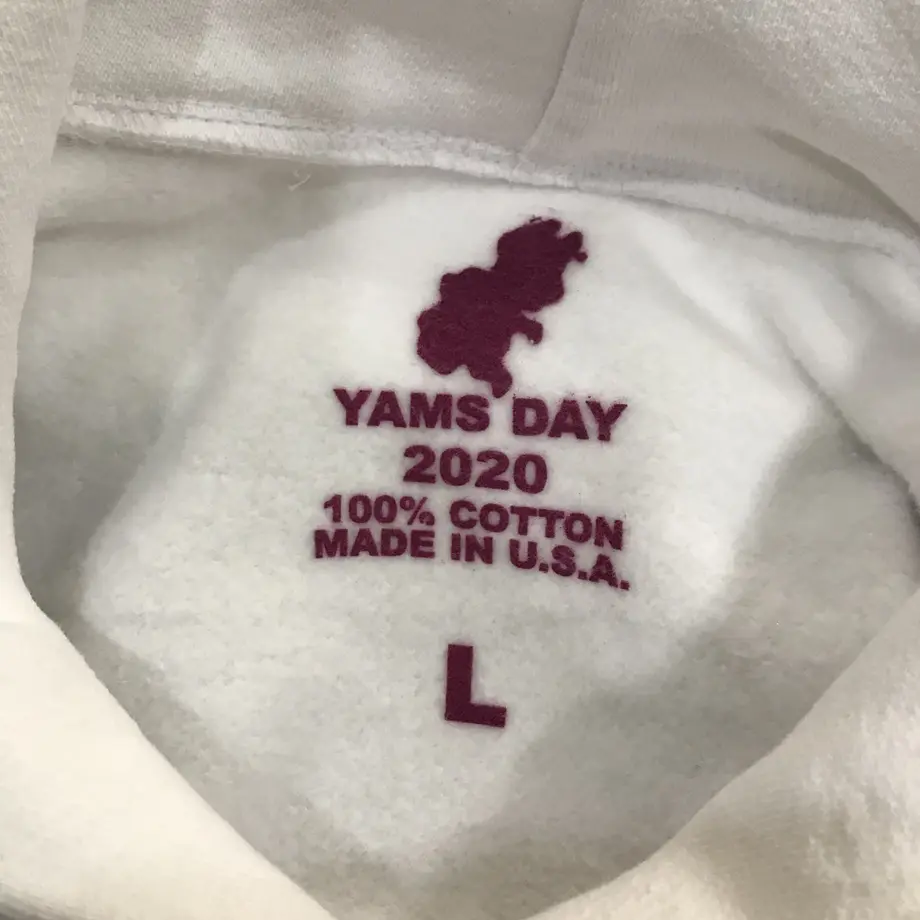 YAMS DAY
2020
100% COTTON
MADE IN U.S.A.
L